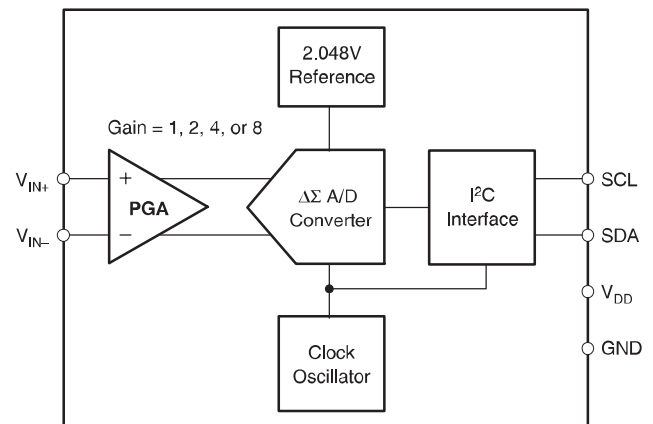 2.048V
Reference
Gain = 1, 2, 4, or 8
V_IN+
+
PGA
V_IN–
–
ΔΣ A/D
Converter
I²C
Interface
SCL
SDA
V_DD
GND
Clock
Oscillator